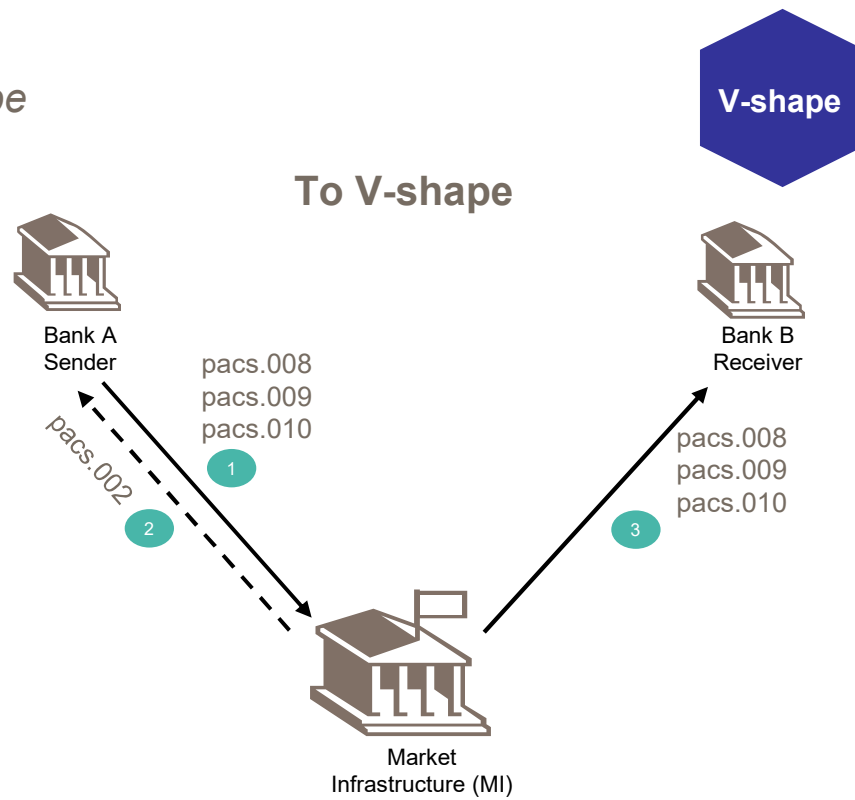 V-shape
To V-shape
Bank A
Sender
Bank B
Receiver
pacs.008
pacs.009
pacs.010
1
pacs.002
2
pacs.008
pacs.009
pacs.010
3
Market
Infrastructure (MI)